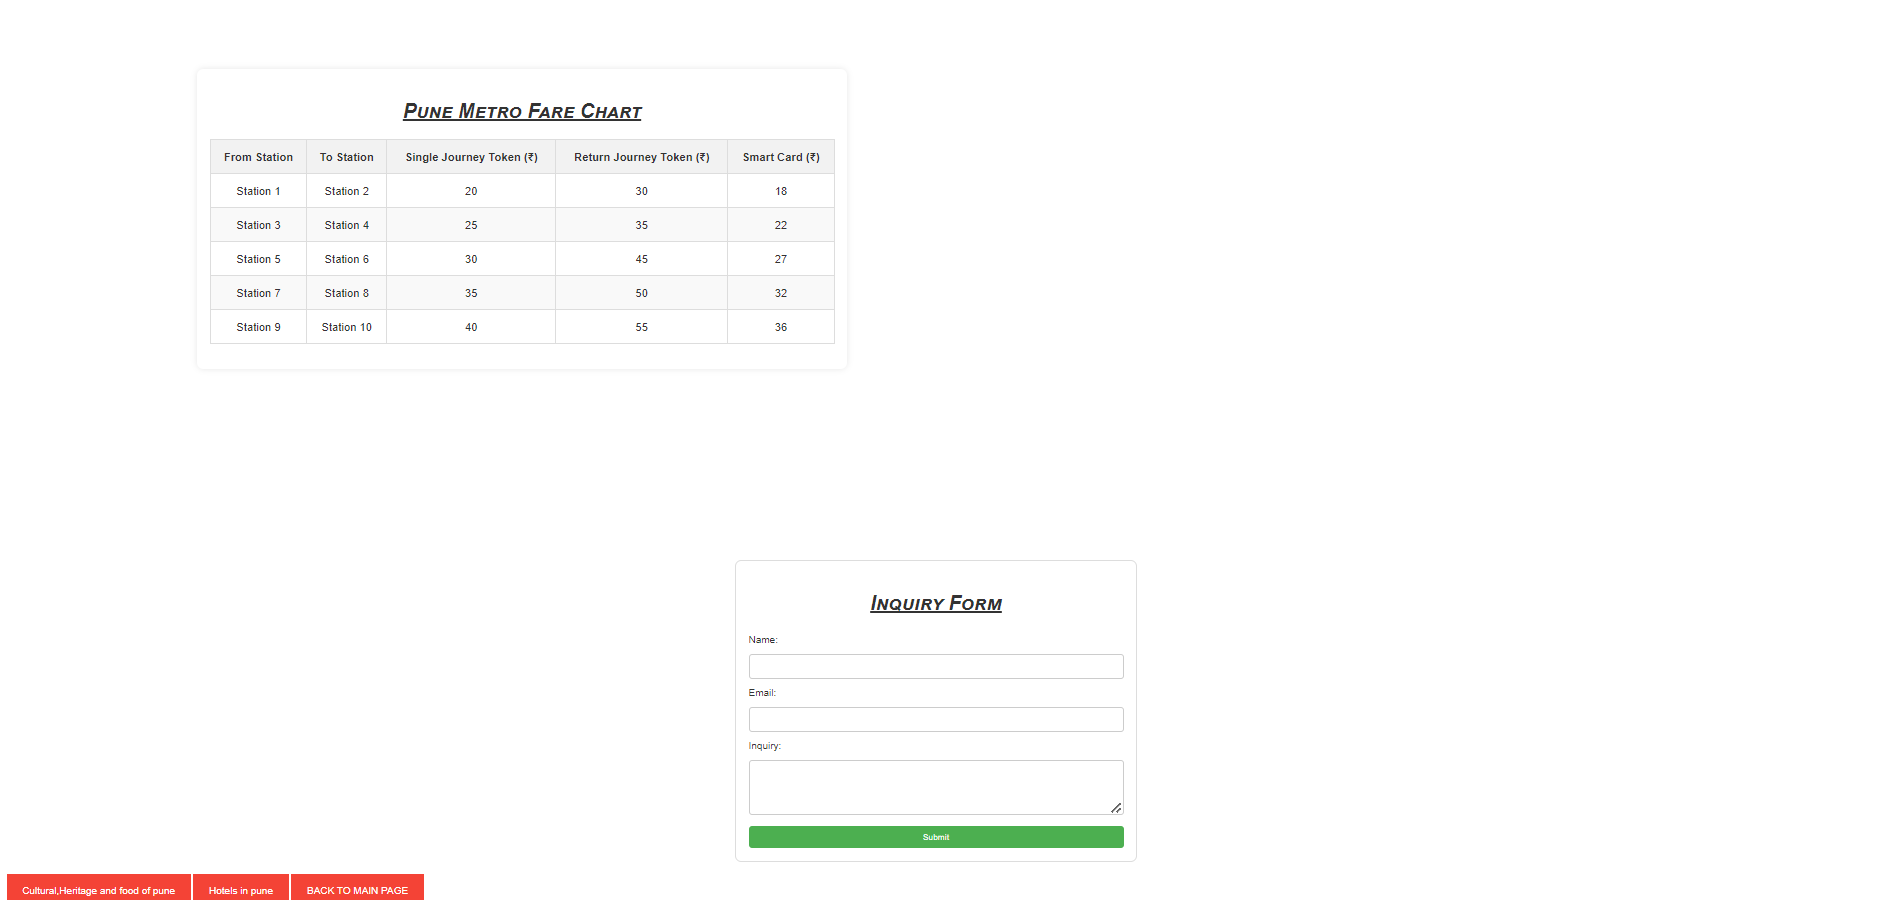 Pune Metro Fare Chart
From Station To Station Single Journey Token (₹) Return Journey Token (₹) Smart Card (₹)
Station 1 Station 2 20 30 18
Station 3 Station 4 25 35 22
Station 5 Station 6 30 45 27
Station 7 Station 8 35 50 32
Station 9 Station 10 40 55 36
Inquiry Form
Name:
Email:
Inquiry:
Submit
Cultural,Heritage and food of pune Hotels in pune BACK TO MAIN PAGE